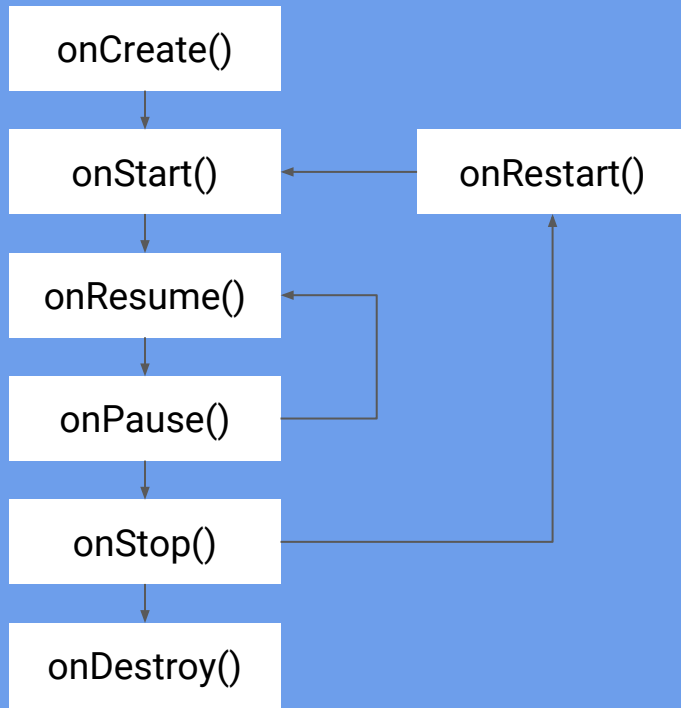 onCreate()
onStart()
onRestart()
onResume()
onPause()
onStop()
onDestroy()